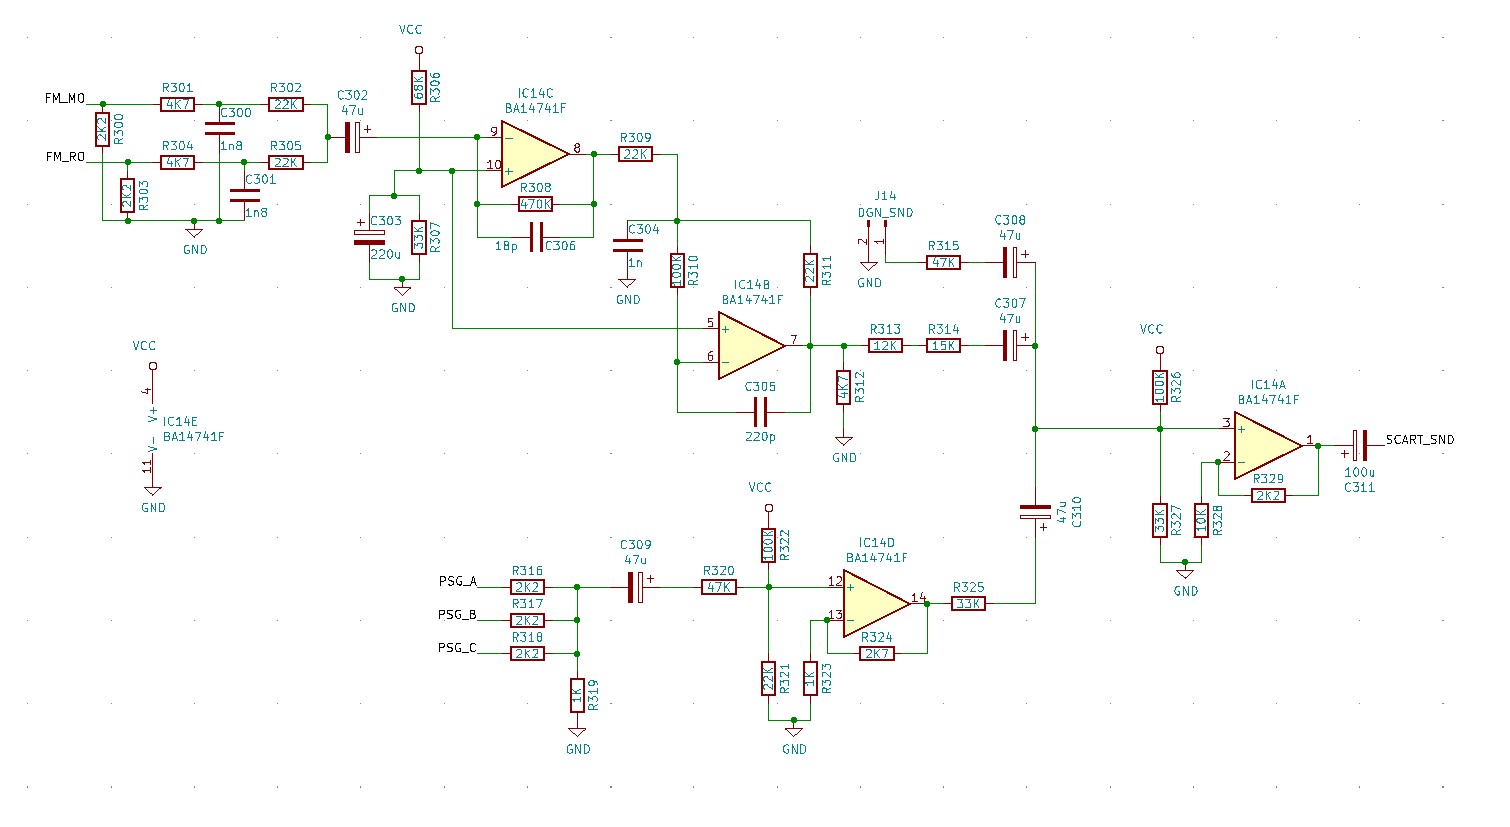 VCC
R306
68K
FM_MO
R301
4K7
R302
22K
C302
47u
+
IC14C
BA14741F
C300
1n8
2K2
R300
9
−
8
R309
22K
FM_RO
R304
4K7
R305
22K
10
+
C301
1n8
2K2
R303
R308
470K
C303
+
220u
33K
R307
18p
C306
GND
GND
C304
1n
GND
100K
R310
22K
R311
J14
DGN_SND
2
1
GND
R315
47K
C308
47u
+
IC14B
BA14741F
5
+
7
6
−
R313
12K
R314
15K
C307
47u
+
4K7
R312
GND
C305
220p
VCC
4
V+
IC14E
BA14741F
V−
11
GND
VCC
100K
R326
IC14A
BA14741F
3
+
1
2
−
R329
2K2
SCART_SND
+
100u
C311
33K
R327
10K
R328
GND
47u
C310
+
VCC
100K
R322
C309
47u
+
IC14D
BA14741F
PSG_A
R316
2K2
R320
47K
12
+
14
R325
33K
PSG_B
R317
2K2
13
−
PSG_C
R318
2K2
R324
2K7
1K
R319
22K
R321
1K
R323
GND
GND